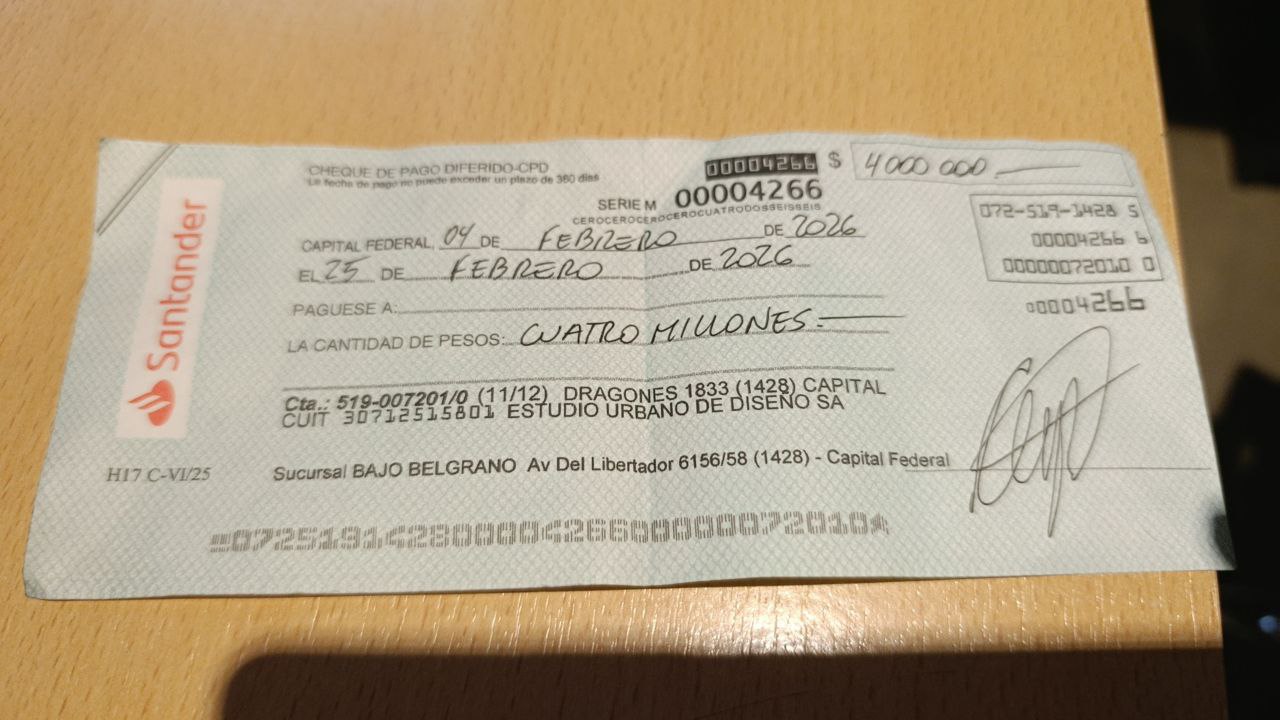 Santander
CHEQUE DE PAGO DIFERIDO-CPD
La fecha de pago no puede exceder un plazo de 360 dias
00004266 $ 4000 000.—
SERIE M 00004266
CEROCEROCEROCEROCUATRODOSSEISSEIS
072-519-1428 5
00004266 6
00000072010 0
00004266
CAPITAL FEDERAL, 04 DE FEBRERO DE 2026
EL 25 DE FEBRERO DE 2026
PAGUESE A:
LA CANTIDAD DE PESOS: CUATRO MILLONES.—
Cta.: 519-007201/0 (11/12) DRAGONES 1833 (1428) CAPITAL
CUIT 30712515801 ESTUDIO URBANO DE DISEÑO SA
H17 C-VI/25
Sucursal BAJO BELGRANO Av Del Libertador 6156/58 (1428) - Capital Federal
07251914280000426600000072010